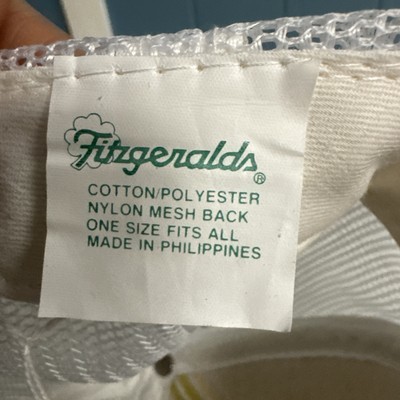 Fitzgeralds®
COTTON/POLYESTER
NYLON MESH BACK
ONE SIZE FITS ALL
MADE IN PHILIPPINES